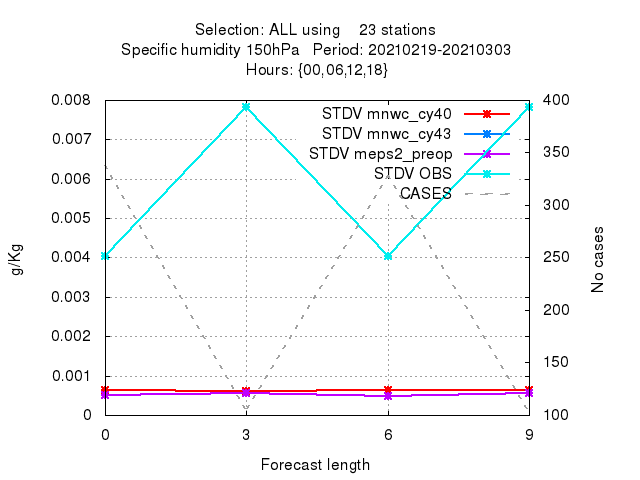 Selection: ALL using    23 stations
Specific humidity 150hPa   Period: 20210219-20210303
Hours: {00,06,12,18}
STDV mnwc_cy40
STDV mnwc_cy43
STDV meps2_preop
STDV OBS
CASES
0.008
0.007
0.006
0.005
0.004
0.003
0.002
0.001
0
400
350
300
250
200
150
100
g/Kg
No cases
0 3 6 9
Forecast length